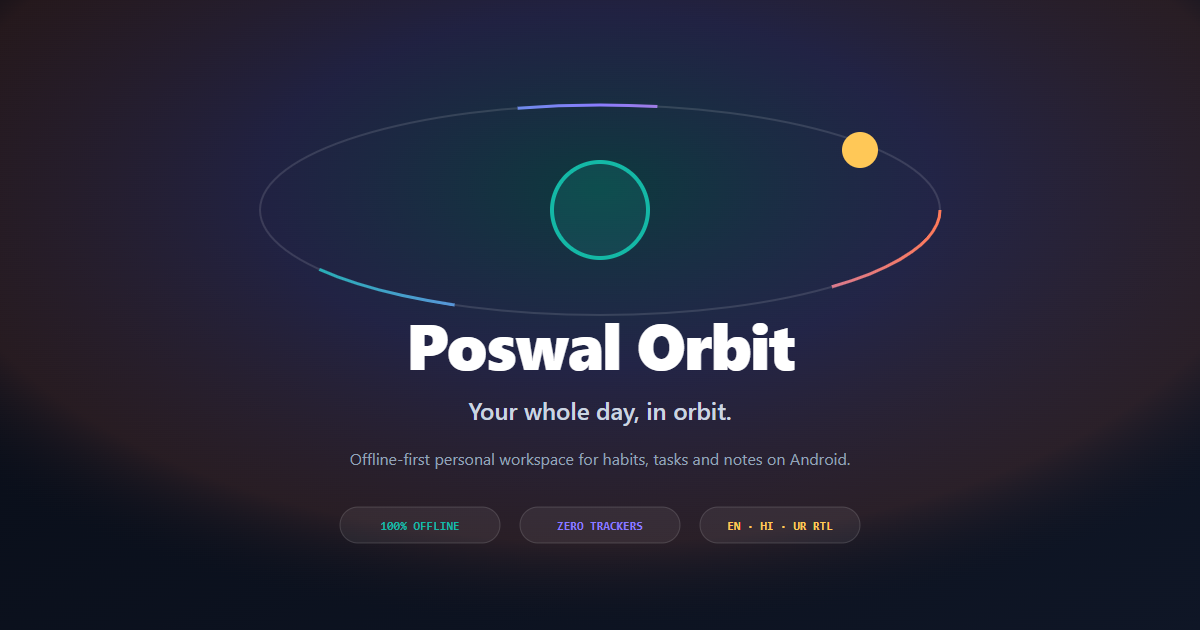 Poswal Orbit
Your whole day, in orbit.
Offline-first personal workspace for habits, tasks and notes on Android.
100% OFFLINE
ZERO TRACKERS
EN · HI · UR RTL